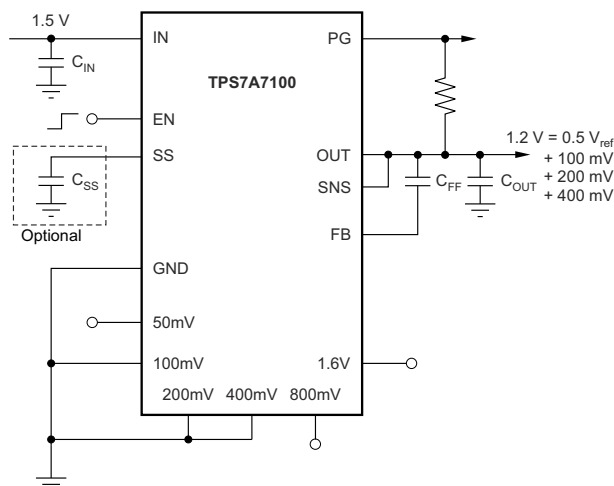 1.5 V
IN
PG
C_IN
TPS7A7100
EN
SS
OUT
1.2 V = 0.5 V_ref
+ 100 mV
+ 200 mV
+ 400 mV
C_SS
SNS
C_FF
C_OUT
Optional
FB
GND
50mV
100mV
1.6V
200mV 400mV 800mV